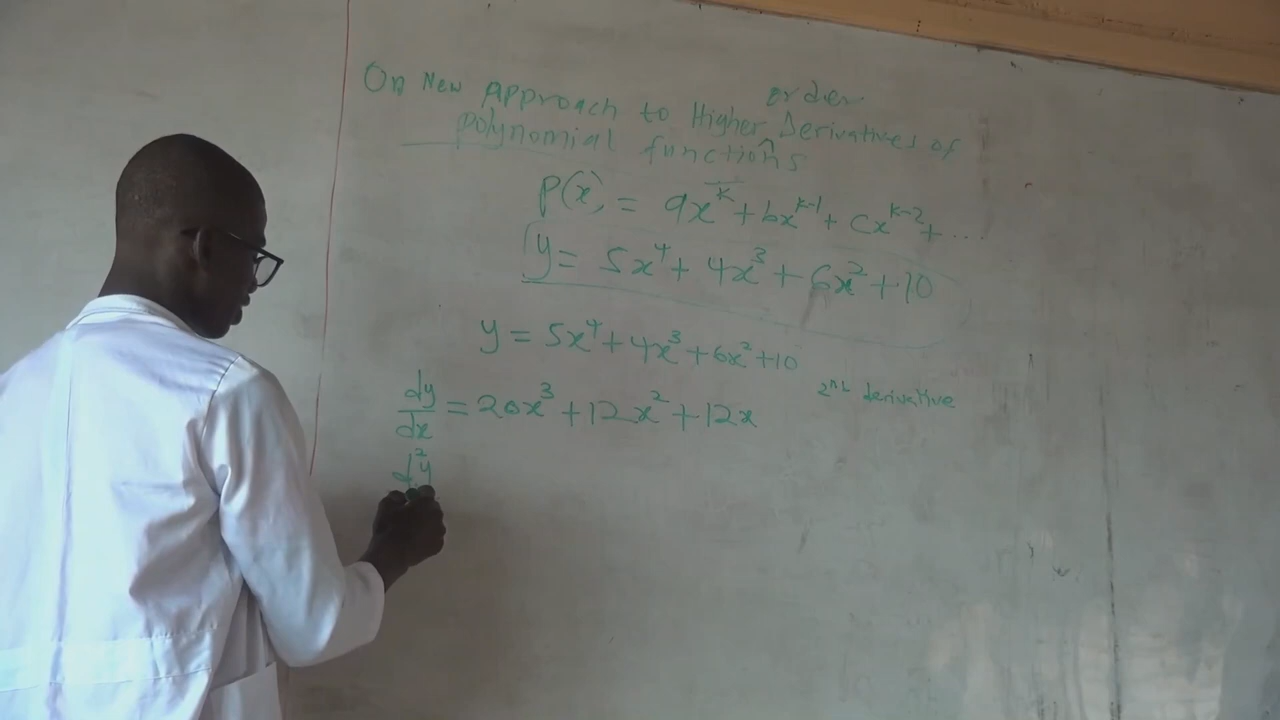 On New Approach to Higher order Derivatives of
polynomial functions
P(x) = ax^k + bx^{k-1} + cx^{k-2} + ...
y = 5x^4 + 4x^3 + 6x^2 + 10
y = 5x^4 + 4x^3 + 6x^2 + 10
2nd derivative
dy/dx = 20x^3 + 12x^2 + 12x
d^2y